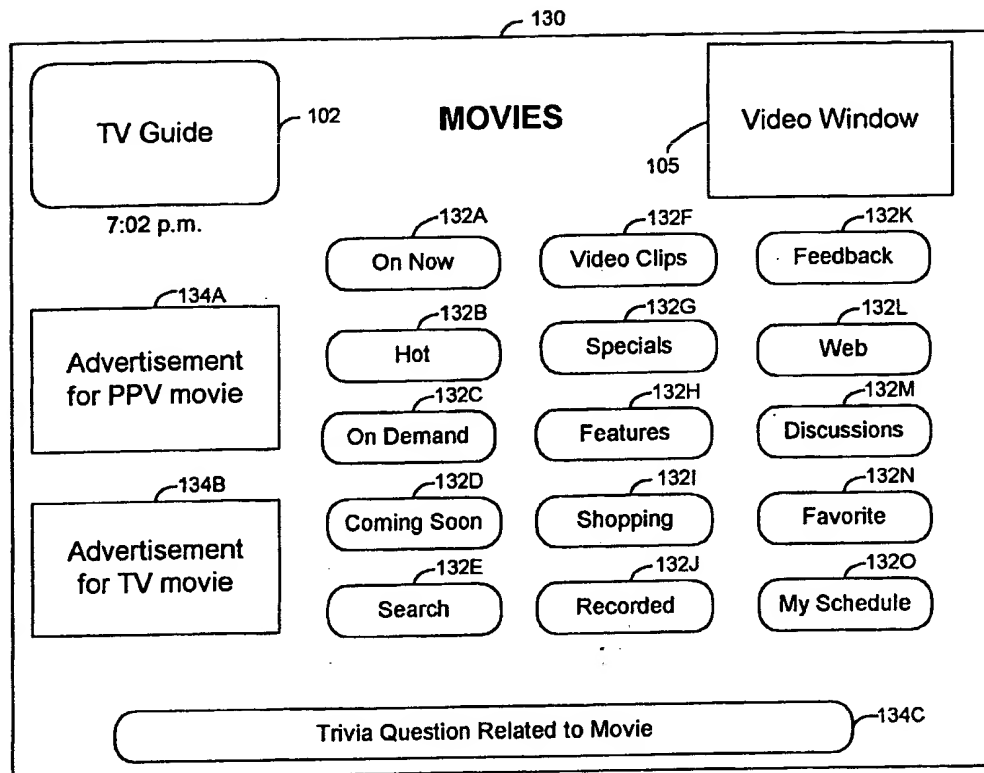 130
TV Guide
102
MOVIES
Video Window
105
7:02 p.m.
132A
132F
132K
On Now
Video Clips
Feedback
134A
132B
132G
132L
Advertisement
for PPV movie
Hot
Specials
Web
132C
132H
132M
On Demand
Features
Discussions
134B
132D
132I
132N
Advertisement
for TV movie
Coming Soon
Shopping
Favorite
132E
132J
132O
Search
Recorded
My Schedule
Trivia Question Related to Movie
134C